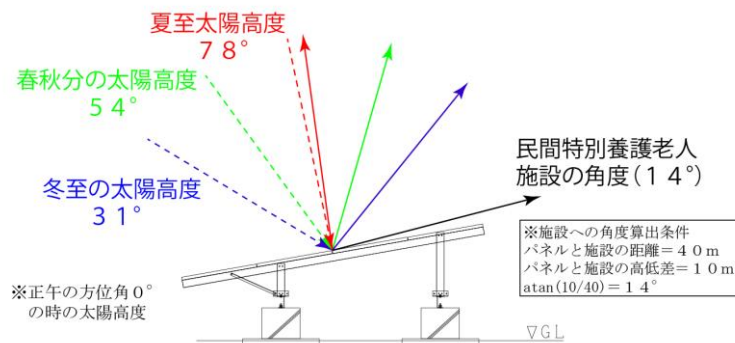 夏至太陽高度
78°
春秋分の太陽高度
54°
冬至の太陽高度
31°
民間特別養護老人
施設の角度(14°)
※施設への角度算出条件
パネルと施設の距離=40m
パネルと施設の高低差=10m
atan(10/40)=14°
※正午の方位角0°
の時の太陽高度
▽GL